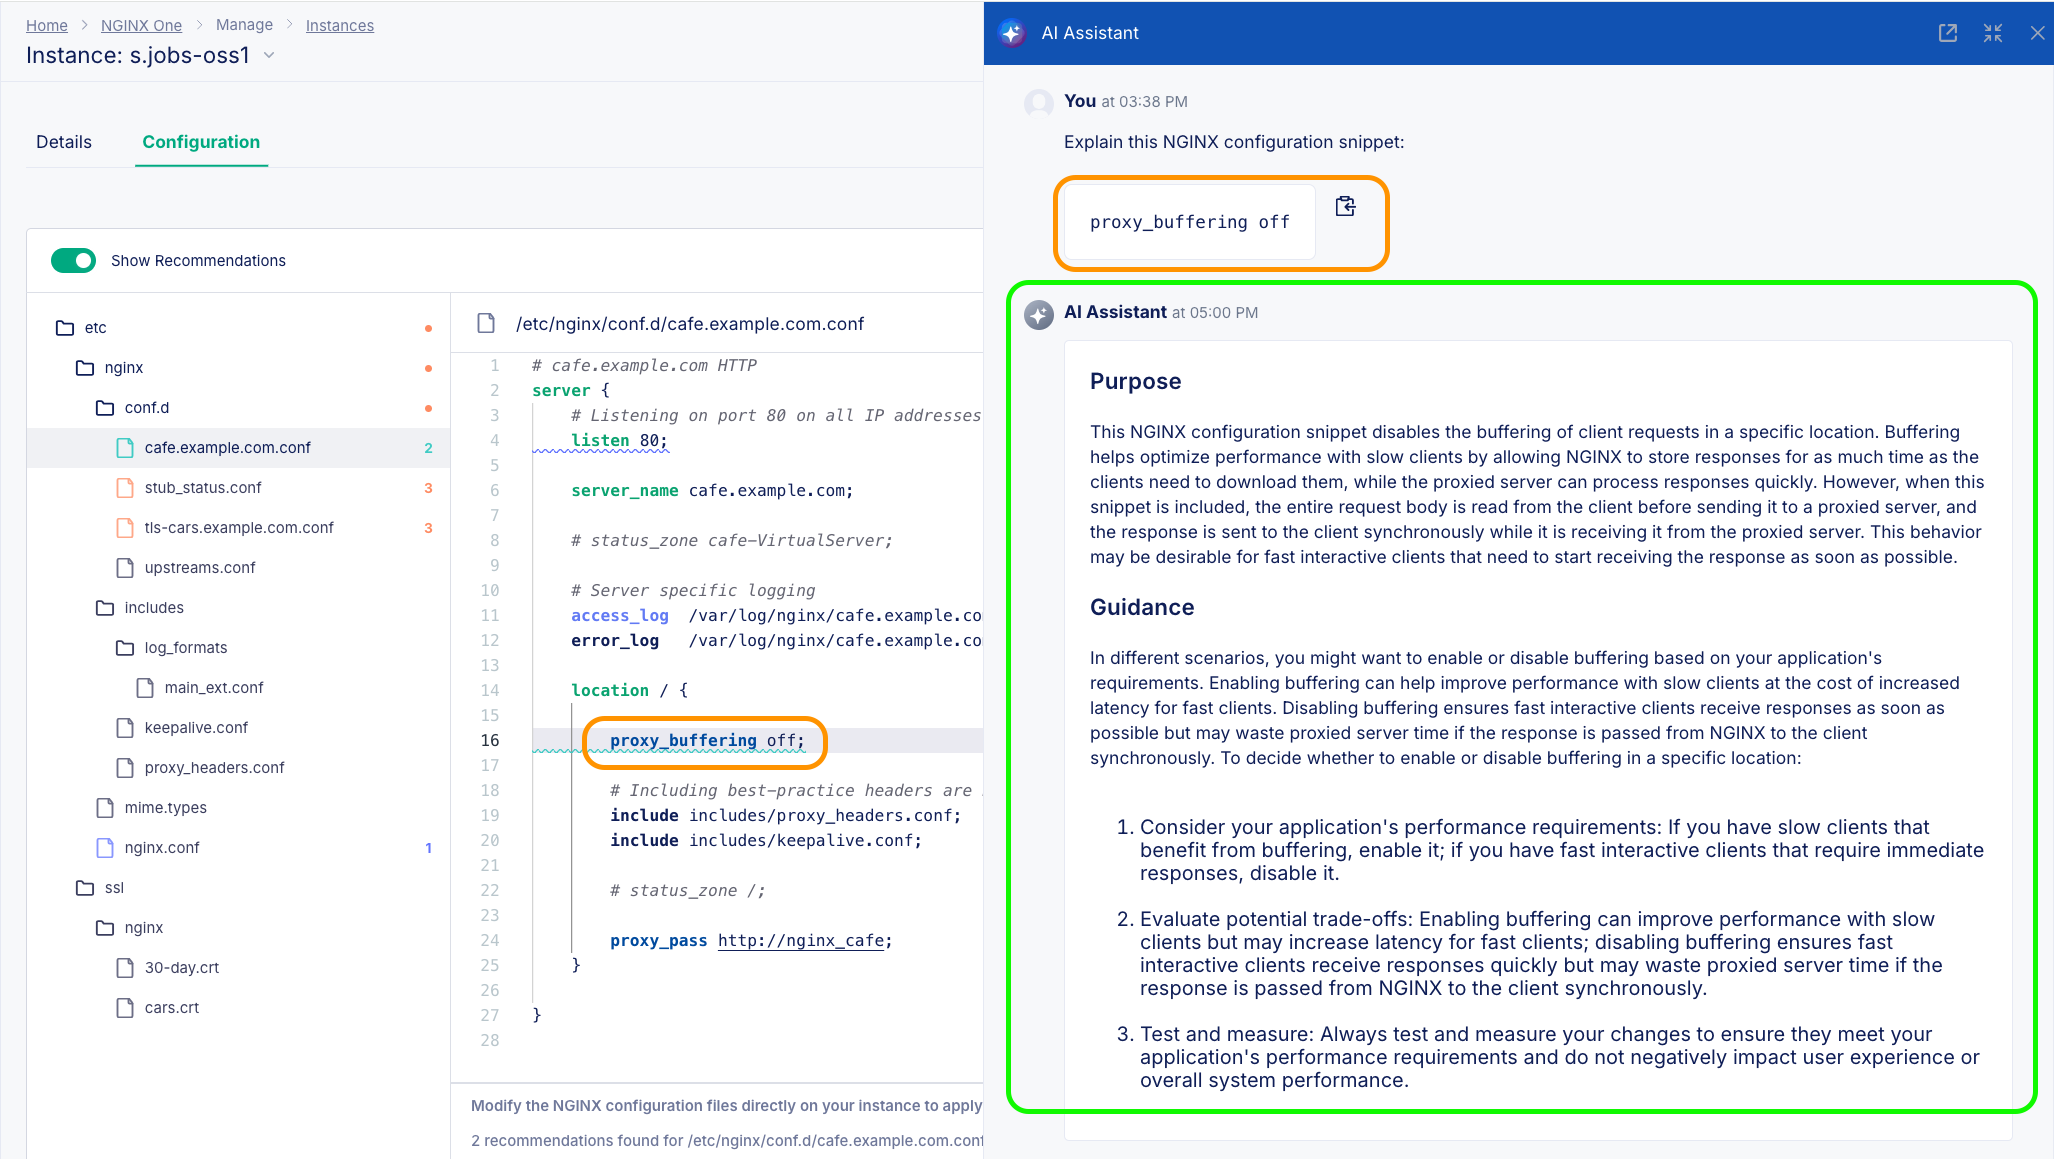 Home > NGINX One > Manage > Instances
Instance: s.jobs-oss1
Details
Configuration
Show Recommendations
etc
nginx
conf.d
cafe.example.com.conf 2
stub_status.conf 3
tls-cars.example.com.conf 3
upstreams.conf
includes
log_formats
main_ext.conf
keepalive.conf
proxy_headers.conf
mime.types
nginx.conf 1
ssl
nginx
30-day.crt
cars.crt
/etc/nginx/conf.d/cafe.example.com.conf
1 # cafe.example.com HTTP
2 server {
3 # Listening on port 80 on all IP addresses
4 listen 80;
5
6 server_name cafe.example.com;
7
8 # status_zone cafe-VirtualServer;
9
10 # Server specific logging
11 access_log /var/log/nginx/cafe.example.co
12 error_log /var/log/nginx/cafe.example.co
13
14 location / {
15
16 proxy_buffering off;
17
18 # Including best-practice headers are
19 include includes/proxy_headers.conf;
20 include includes/keepalive.conf;
21
22 # status_zone /;
23
24 proxy_pass http://nginx_cafe;
25 }
26
27 }
28
Modify the NGINX configuration files directly on your instance to apply
2 recommendations found for /etc/nginx/conf.d/cafe.example.com.conf
AI Assistant
You at 03:38 PM
Explain this NGINX configuration snippet:
proxy_buffering off
AI Assistant at 05:00 PM
Purpose
This NGINX configuration snippet disables the buffering of client requests in a specific location. Buffering
helps optimize performance with slow clients by allowing NGINX to store responses for as much time as the
clients need to download them, while the proxied server can process responses quickly. However, when this
snippet is included, the entire request body is read from the client before sending it to a proxied server, and
the response is sent to the client synchronously while it is receiving it from the proxied server. This behavior
may be desirable for fast interactive clients that need to start receiving the response as soon as possible.
Guidance
In different scenarios, you might want to enable or disable buffering based on your application's
requirements. Enabling buffering can help improve performance with slow clients at the cost of increased
latency for fast clients. Disabling buffering ensures fast interactive clients receive responses as soon as
possible but may waste proxied server time if the response is passed from NGINX to the client
synchronously. To decide whether to enable or disable buffering in a specific location:
1. Consider your application's performance requirements: If you have slow clients that
benefit from buffering, enable it; if you have fast interactive clients that require immediate
responses, disable it.
2. Evaluate potential trade-offs: Enabling buffering can improve performance with slow
clients but may increase latency for fast clients; disabling buffering ensures fast
interactive clients receive responses quickly but may waste proxied server time if the
response is passed from NGINX to the client synchronously.
3. Test and measure: Always test and measure your changes to ensure they meet your
application's performance requirements and do not negatively impact user experience or
overall system performance.